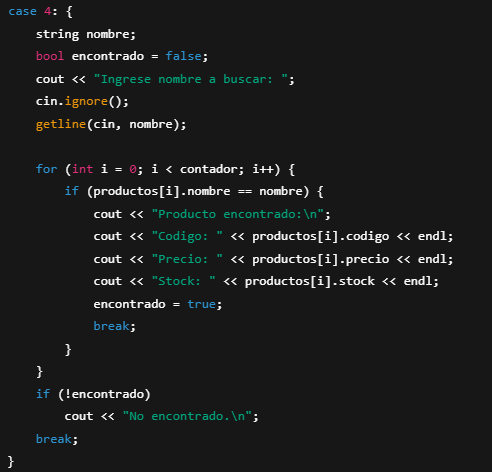 case 4: {
    string nombre;
    bool encontrado = false;
    cout << "Ingrese nombre a buscar: ";
    cin.ignore();
    getline(cin, nombre);

    for (int i = 0; i < contador; i++) {
        if (productos[i].nombre == nombre) {
            cout << "Producto encontrado:\n";
            cout << "Codigo: " << productos[i].codigo << endl;
            cout << "Precio: " << productos[i].precio << endl;
            cout << "Stock: " << productos[i].stock << endl;
            encontrado = true;
            break;
        }
    }
    if (!encontrado)
        cout << "No encontrado.\n";
    break;
}